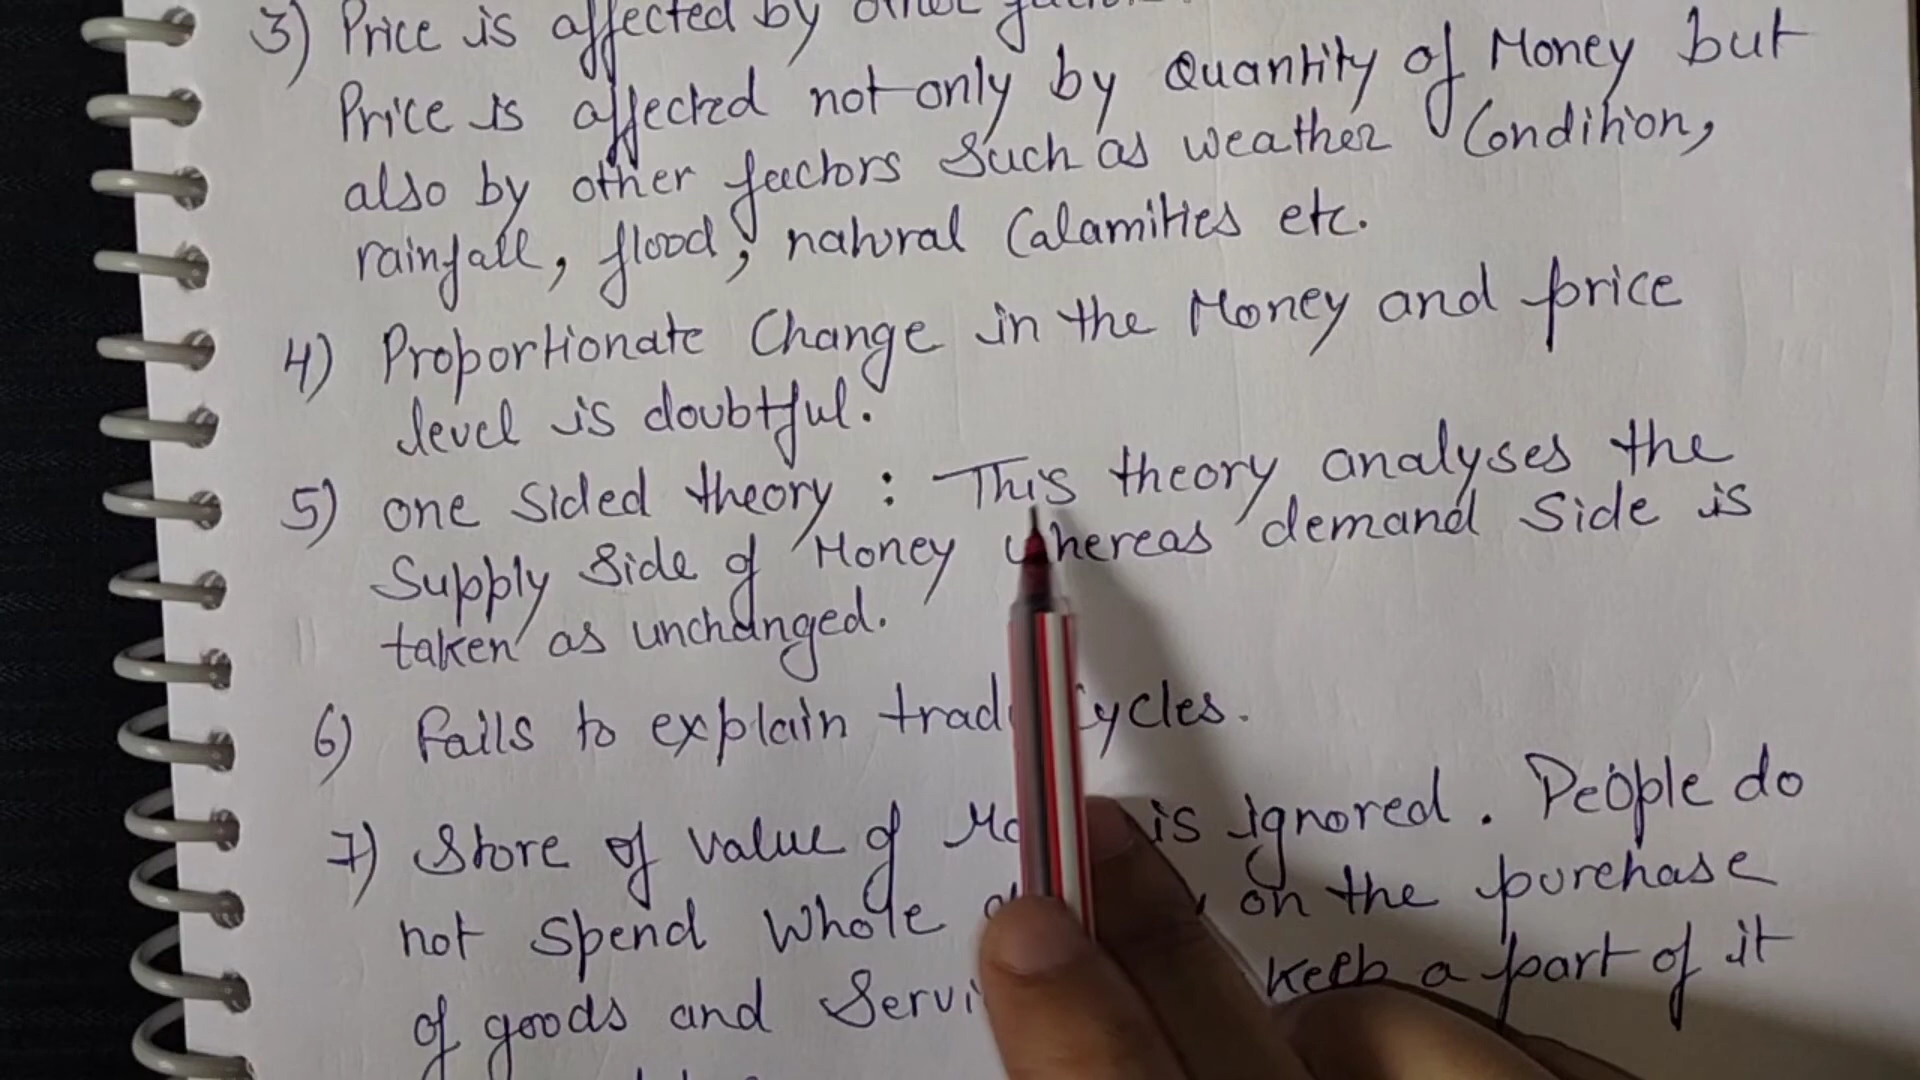 3) Price is affected by other
Price is affected not only by Quantity of Money but
also by other factors such as weather Condition,
rainfall, flood, natural Calamities etc.
4) Proportionate Change in the Money and price
level is doubtful.
5) one sided theory : This theory analyses the
Supply side of Money whereas demand side is
taken as unchanged.
6) Fails to explain trad cycles.
7) Store of value of Mo is ignored. People do
not spend whole on the purchase
of goods and Servi keep a part of it